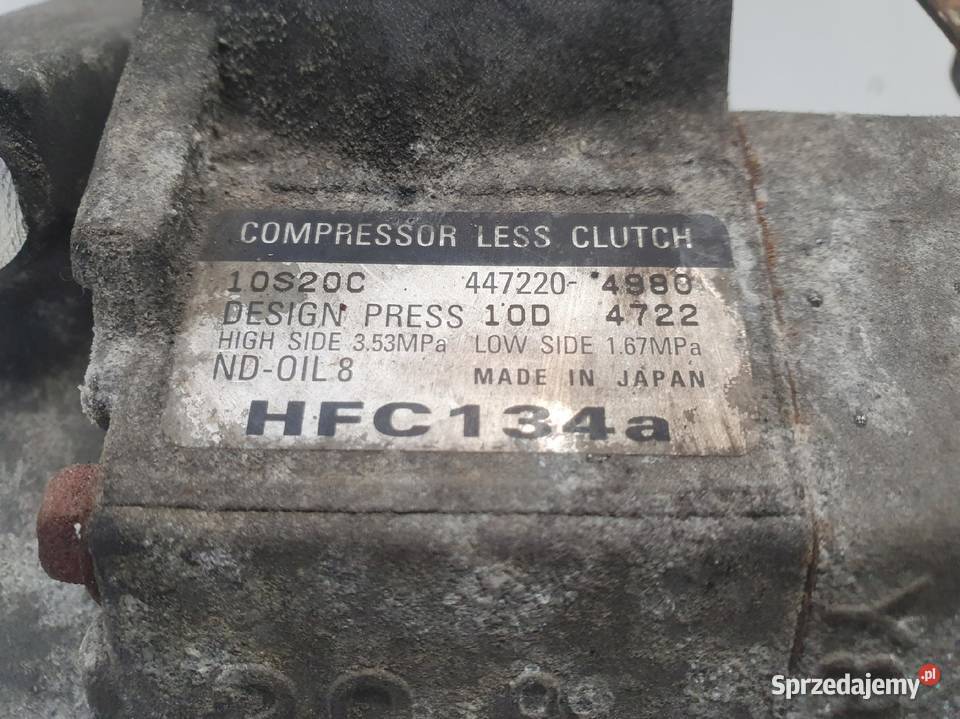 COMPRESSOR LESS CLUTCH
10S20C 447220- 4980
DESIGN PRESS 10D 4722
HIGH SIDE 3.53MPa LOW SIDE 1.67MPa
ND-OIL 8 MADE IN JAPAN
HFC134a
Sprzedajemy.pl